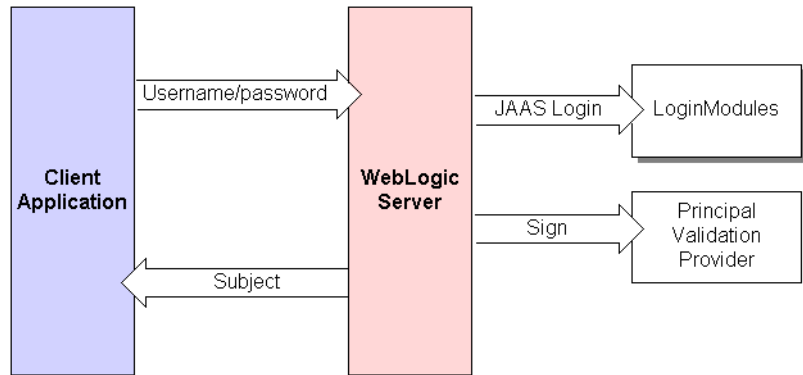 Username/password
JAAS Login
LoginModules
Client
Application
WebLogic
Server
Sign
Principal
Validation
Provider
Subject